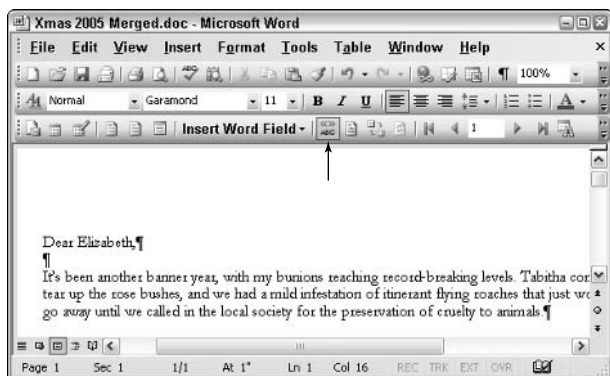 Xmas 2005 Merged.doc - Microsoft Word
File Edit View Insert Format Tools Table Window Help
100%
Normal Garamond 11 B I U A
Insert Word Field ABC 1
Dear Elizabeth,¶
¶
It's been another banner year, with my bunions reaching record-breaking levels. Tabitha cor
tear up the rose bushes, and we had a mild infestation of itinerant flying roaches that just wo
go away until we called in the local society for the preservation of cruelty to animals.¶
Page 1 Sec 1 1/1 At 1" Ln 1 Col 16 REC TRK EXT OVR